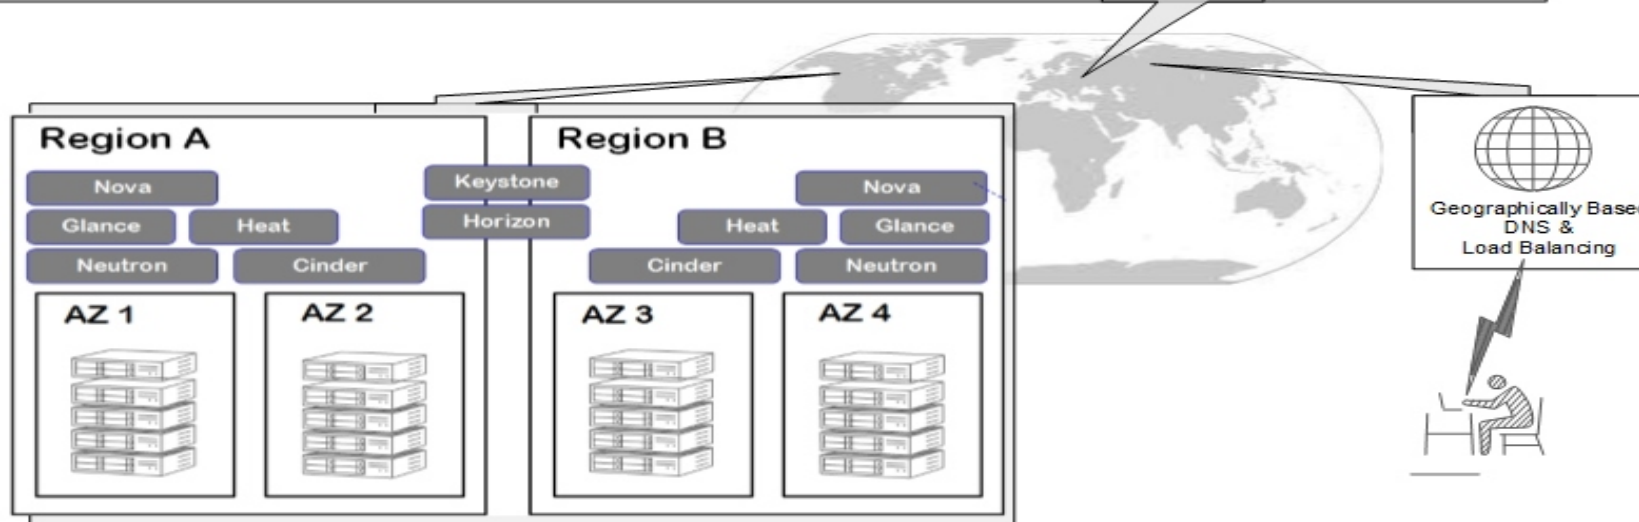 Region A
Region B
Nova
Keystone
Nova
Glance
Heat
Horizon
Heat
Glance
Neutron
Cinder
Cinder
Neutron
AZ 1
AZ 2
AZ 3
AZ 4
Geographically Base
DNS &
Load Balancing